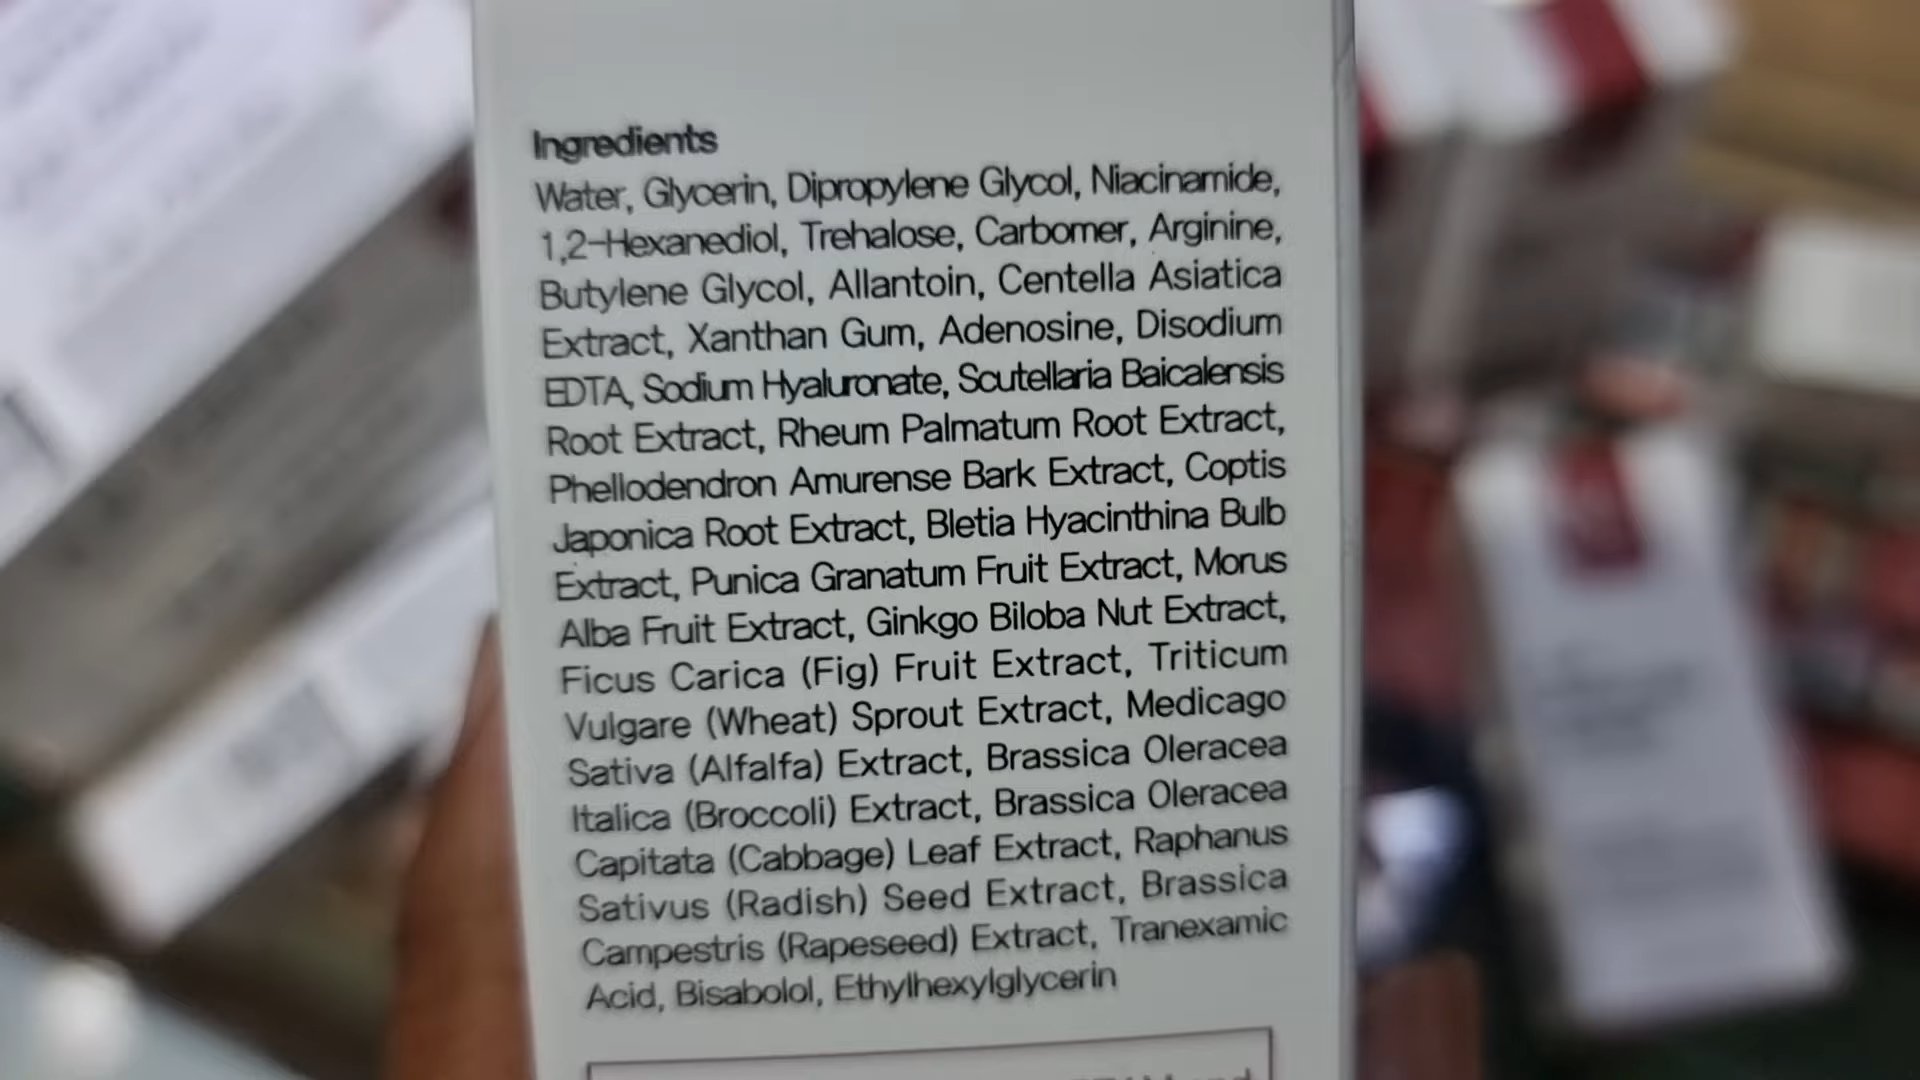 Ingredients
Water, Glycerin, Dipropylene Glycol, Niacinamide,
1,2-Hexanediol, Trehalose, Carbomer, Arginine,
Butylene Glycol, Allantoin, Centella Asiatica
Extract, Xanthan Gum, Adenosine, Disodium
EDTA, Sodium Hyaluronate, Scutellaria Baicalensis
Root Extract, Rheum Palmatum Root Extract,
Phellodendron Amurense Bark Extract, Coptis
Japonica Root Extract, Bletia Hyacinthina Bulb
Extract, Punica Granatum Fruit Extract, Morus
Alba Fruit Extract, Ginkgo Biloba Nut Extract,
Ficus Carica (Fig) Fruit Extract, Triticum
Vulgare (Wheat) Sprout Extract, Medicago
Sativa (Alfalfa) Extract, Brassica Oleracea
Italica (Broccoli) Extract, Brassica Oleracea
Capitata (Cabbage) Leaf Extract, Raphanus
Sativus (Radish) Seed Extract, Brassica
Campestris (Rapeseed) Extract, Tranexamic
Acid, Bisabolol, Ethylhexylglycerin